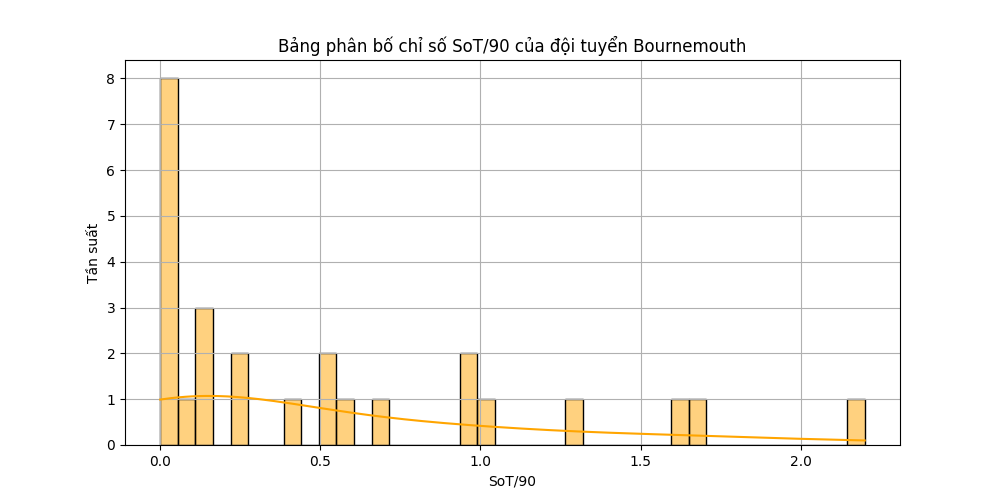 Bảng phân bố chỉ số SoT/90 của đội tuyển Bournemouth
8
7
6
5
4
3
2
1
0
Tần suất
0.0 0.5 1.0 1.5 2.0
SoT/90